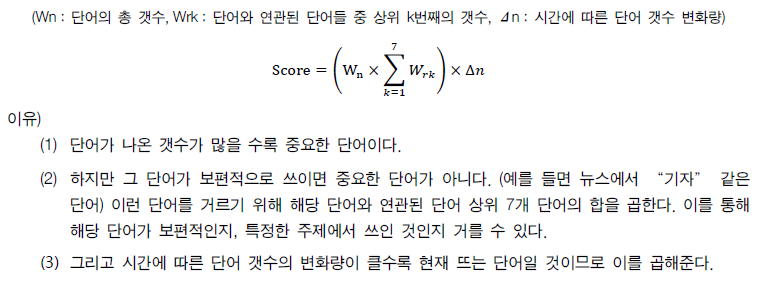 (Wn : 단어의 총 갯수, Wrk : 단어와 연관된 단어들 중 상위 k번째의 갯수, Δn : 시간에 따른 단어 갯수 변화량)
Score = (Wₙ × ∑_{k=1}^{7} W_{rk}) × Δn
이유)
(1) 단어가 나온 갯수가 많을 수록 중요한 단어이다.
(2) 하지만 그 단어가 보편적으로 쓰이면 중요한 단어가 아니다. (예를 들면 뉴스에서 “기자” 같은
단어) 이런 단어를 거르기 위해 해당 단어와 연관된 단어 상위 7개 단어의 합을 곱한다. 이를 통해
해당 단어가 보편적인지, 특정한 주제에서 쓰인 것인지 거를 수 있다.
(3) 그리고 시간에 따른 단어 갯수의 변화량이 클수록 현재 뜨는 단어일 것이므로 이를 곱해준다.